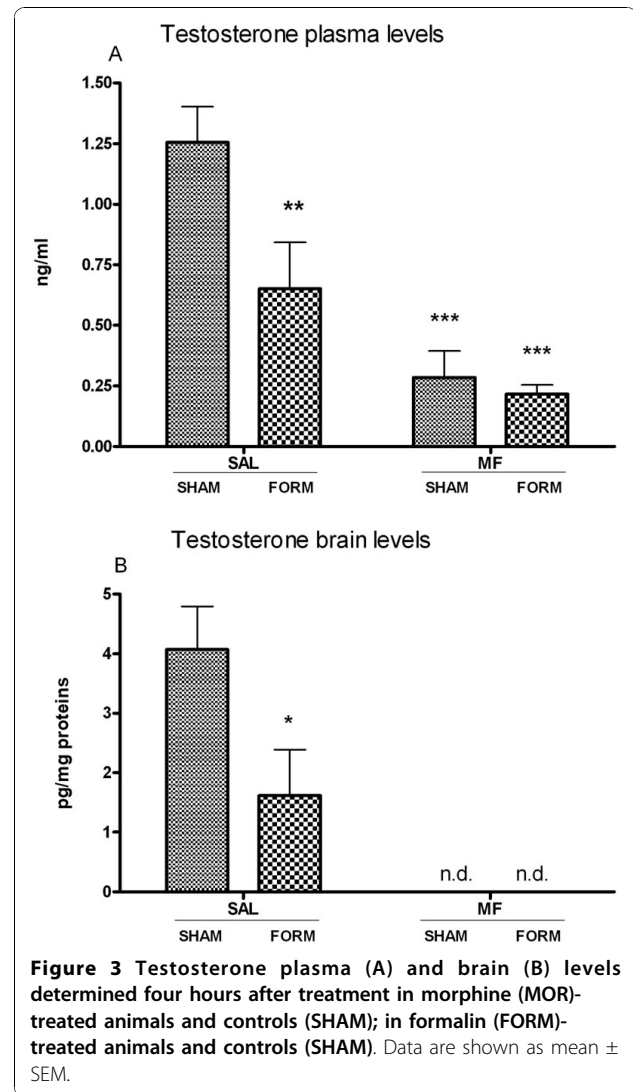 Testosterone plasma levels
A
1.50
1.25
1.00
0.75
0.50
0.25
0.00
ng/ml
**
***
***
SAL
MF
SHAM
FORM
SHAM
FORM
Testosterone brain levels
B
5
4
3
2
1
0
pg/mg proteins
*
n.d.
n.d.
SAL
MF
SHAM
FORM
SHAM
FORM
Figure 3 Testosterone plasma (A) and brain (B) levels
determined four hours after treatment in morphine (MOR)-
treated animals and controls (SHAM); in formalin (FORM)-
treated animals and controls (SHAM). Data are shown as mean ±
SEM.